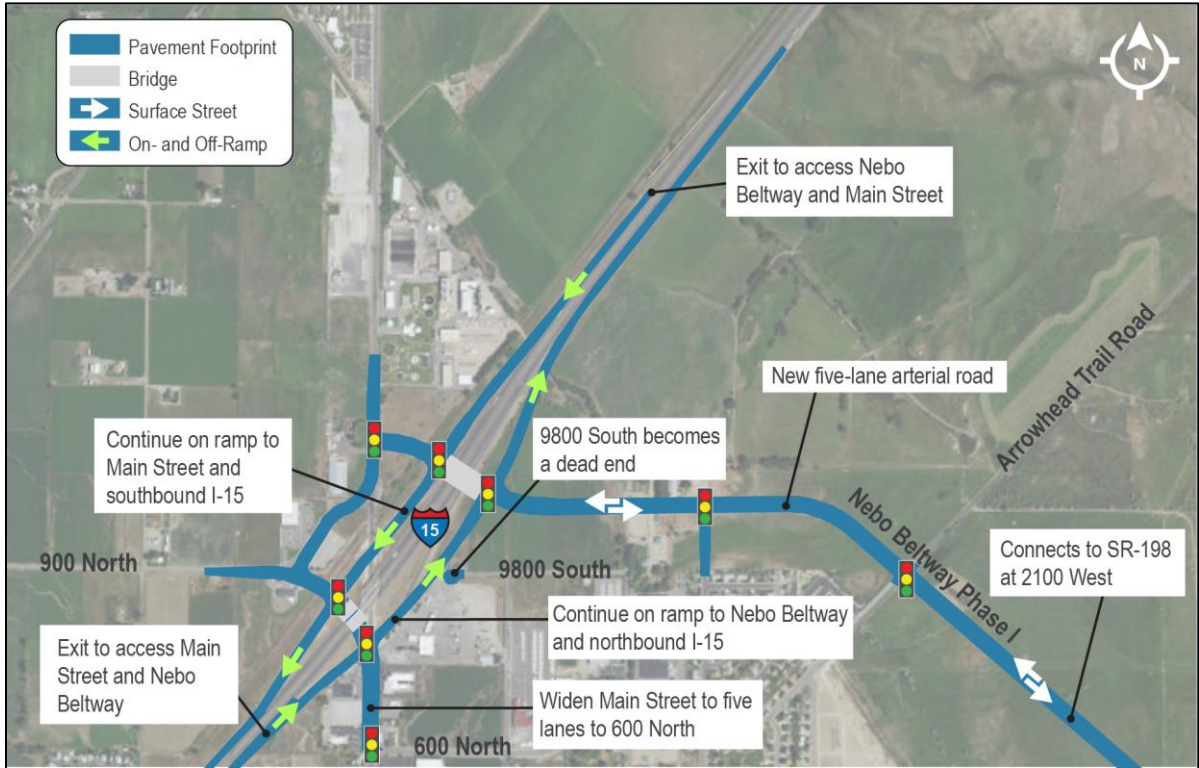 Pavement Footprint
Bridge
Surface Street
On- and Off-Ramp
N
Exit to access Nebo
Beltway and Main Street
Arrowhead Trail Road
New five-lane arterial road
Continue on ramp to
Main Street and
southbound I-15
9800 South becomes
a dead end
15
Nebo Beltway Phase I
Connects to SR-198
at 2100 West
900 North
9800 South
Continue on ramp to Nebo Beltway
and northbound I-15
Exit to access Main
Street and Nebo
Beltway
Widen Main Street to five
lanes to 600 North
600 North